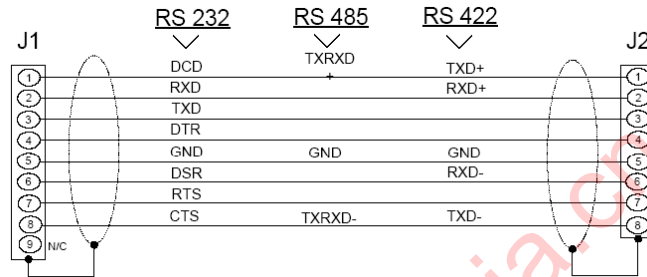 RS 232 RS 485 RS 422
J1 J2
DCD TXRXD + TXD+
RXD RXD+
TXD
DTR
GND GND GND
DSR RXD-
RTS
CTS TXRXD- TXD-
1 1
2 2
3 3
4 4
5 5
6 6
7 7
8 8
9 N/C